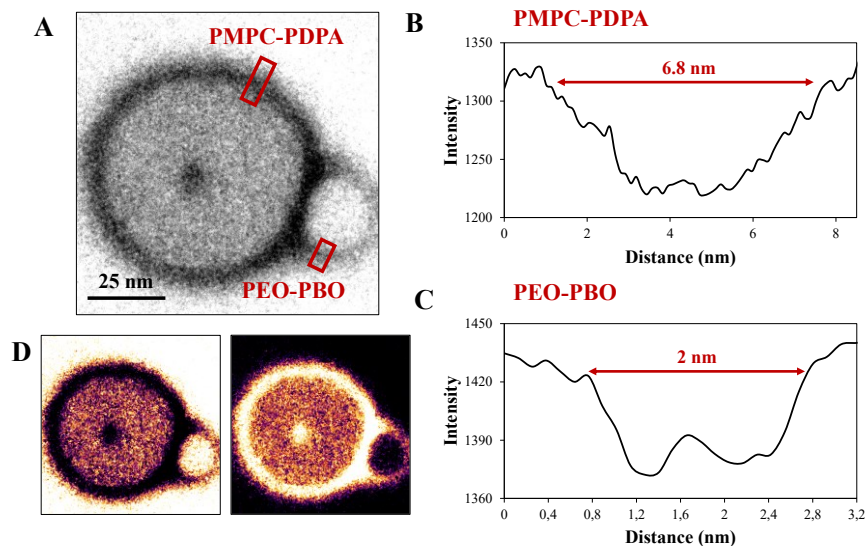 A
PMPC-PDPA
PEO-PBO
25 nm
B
PMPC-PDPA
1350
1300
1250
1200
Intensity
6.8 nm
0
2
4
6
8
Distance (nm)
C
PEO-PBO
1450
1420
1390
1360
Intensity
2 nm
0
0,4
0,8
1,2
1,6
2
2,4
2,8
3,2
Distance (nm)
D